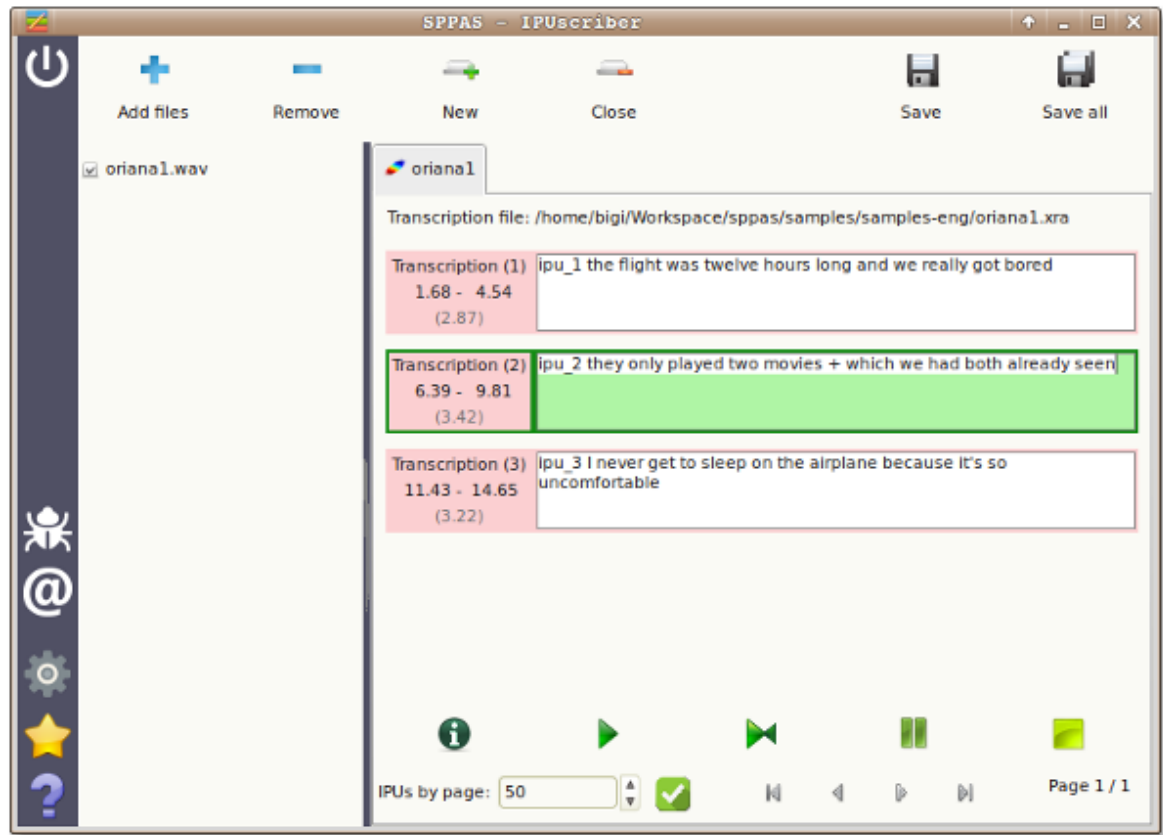 SPPAS - IPUscriber
Add files
Remove
New
Close
Save
Save all
oriana1.wav
oriana1
Transcription file: /home/bigi/Workspace/sppas/samples/samples-eng/oriana1.xra
Transcription (1)
1.68 - 4.54
(2.87)
ipu_1 the flight was twelve hours long and we really got bored
Transcription (2)
6.39 - 9.81
(3.42)
ipu_2 they only played two movies + which we had both already seen
Transcription (3)
11.43 - 14.65
(3.22)
ipu_3 I never get to sleep on the airplane because it's so
uncomfortable
IPUs by page: 50
Page 1 / 1